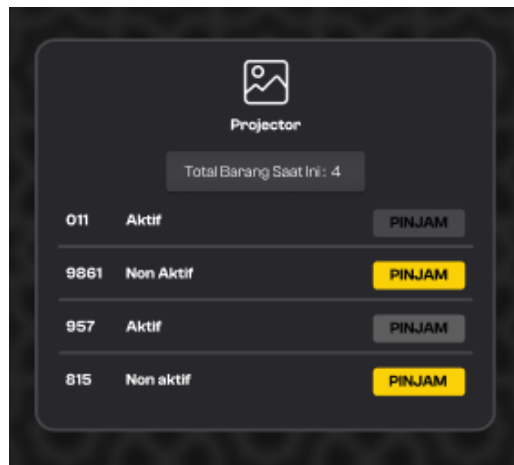 Projector
Total Barang Saat Ini : 4
011 Aktif PINJAM
9861 Non Aktif PINJAM
957 Aktif PINJAM
815 Non aktif PINJAM